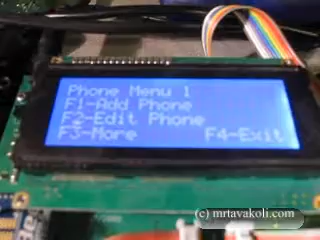 Phone Menu 1
F1-Add Phone
F2-Edit Phone
F3-More F4-Exit
(c) mrtavakoli.com